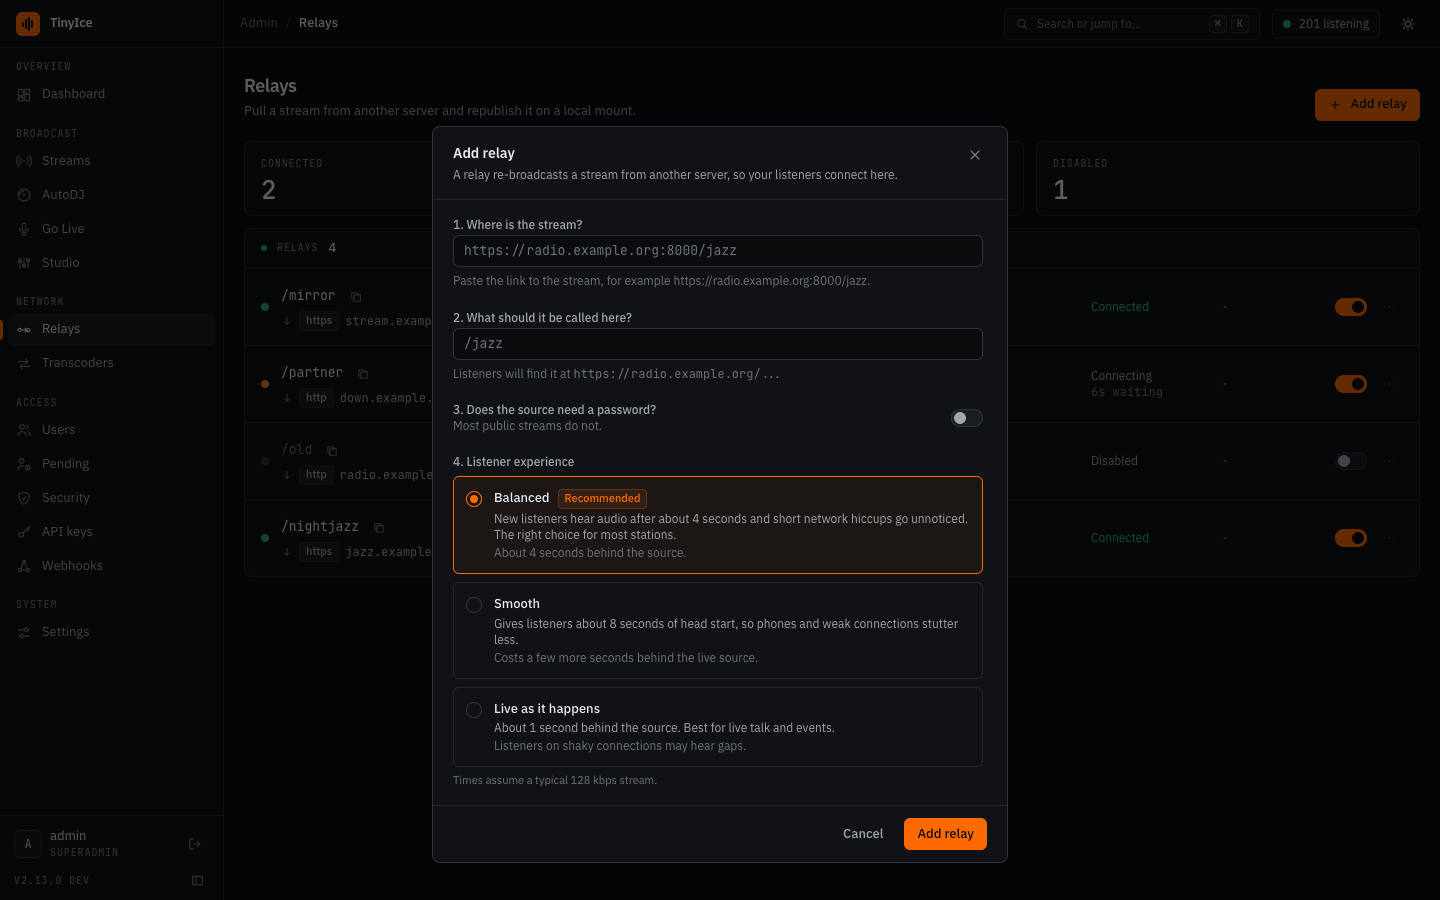 TinyIce
Admin / Relays
Search or jump to...
⌘ K
201 listening
OVERVIEW
Dashboard
BROADCAST
Streams
AutoDJ
Go Live
Studio
NETWORK
Relays
Transcoders
ACCESS
Users
Pending
Security
API keys
Webhooks
SYSTEM
Settings
A
admin
SUPERADMIN
V2.13.0 DEV
Relays
Pull a stream from another server and republish it on a local mount.
+ Add relay
CONNECTED
2
DISABLED
1
RELAYS 4
/mirror
↓ https stream.examp
Connected -
/partner
↓ http down.example.
Connecting -
6s waiting
/old
↓ http radio.example
Disabled -
/nightjazz
↓ https jazz.example
Connected -
Add relay
A relay re-broadcasts a stream from another server, so your listeners connect here.
1. Where is the stream?
https://radio.example.org:8000/jazz
Paste the link to the stream, for example https://radio.example.org:8000/jazz.
2. What should it be called here?
/jazz
Listeners will find it at https://radio.example.org/...
3. Does the source need a password?
Most public streams do not.
4. Listener experience
Balanced Recommended
New listeners hear audio after about 4 seconds and short network hiccups go unnoticed.
The right choice for most stations.
About 4 seconds behind the source.
Smooth
Gives listeners about 8 seconds of head start, so phones and weak connections stutter
less.
Costs a few more seconds behind the live source.
Live as it happens
About 1 second behind the source. Best for live talk and events.
Listeners on shaky connections may hear gaps.
Times assume a typical 128 kbps stream.
Cancel
Add relay